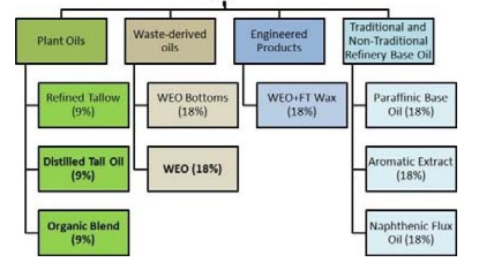 Plant Oils
Waste-derived
oils
Engineered
Products
Traditional and
Non-Traditional
Refinery Base Oil
Refined Tallow
(9%)
WEO Bottoms
(18%)
WEO+FT Wax
(18%)
Paraffinic Base
Oil (18%)
Distilled Tall Oil
(9%)
WEO (18%)
Aromatic Extract
(18%)
Organic Blend
(9%)
Naphthenic Flux
Oil (18%)